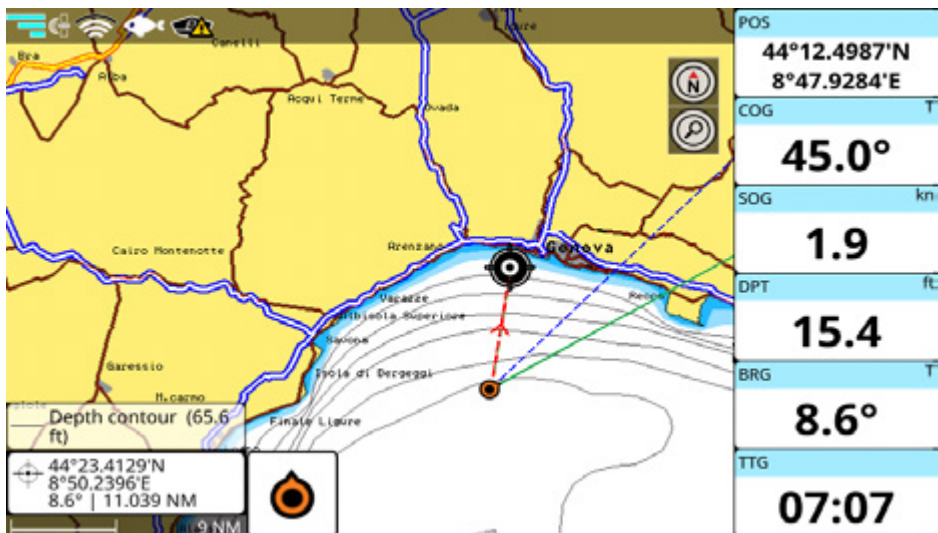 Canelli
Bra
Alba
Acqui Terme
Ovada
N
Cairo Montenotte
Arenzano
Genova
Varazze
Albisola Superiore
Recco
Savona
Garessio
Isola di Bergeggi
M.carmo
Finale Ligure
Depth contour (65.6
ft)
44°23.4129'N
8°50.2396'E
8.6° | 11.039 NM
9 NM
POS
44°12.4987'N
8°47.9284'E
COG T
45.0°
SOG kn
1.9
DPT ft
15.4
BRG T
8.6°
TTG
07:07